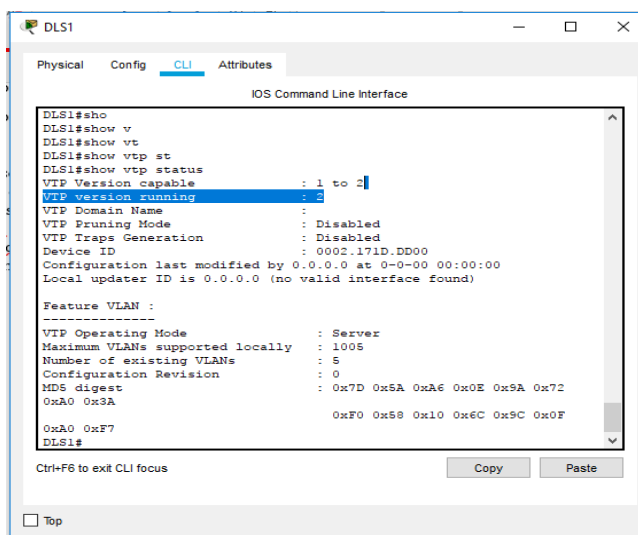 DLS1
Physical Config CLI Attributes
IOS Command Line Interface
DLS1#sho
DLS1#show v
DLS1#show vt
DLS1#show vtp st
DLS1#show vtp status
VTP Version capable : 1 to 2
VTP version running : 2
VTP Domain Name :
VTP Pruning Mode : Disabled
VTP Traps Generation : Disabled
Device ID : 0002.171D.DD00
Configuration last modified by 0.0.0.0 at 0-0-00 00:00:00
Local updater ID is 0.0.0.0 (no valid interface found)
Feature VLAN :
--------------
VTP Operating Mode : Server
Maximum VLANs supported locally : 1005
Number of existing VLANs : 5
Configuration Revision : 0
MD5 digest : 0x7D 0x5A 0xA6 0x0E 0x9A 0x72
0xA0 0x3A
0xF0 0x58 0x10 0x6C 0x9C 0x0F
0xA0 0xF7
DLS1#
Ctrl+F6 to exit CLI focus
Copy Paste
Top